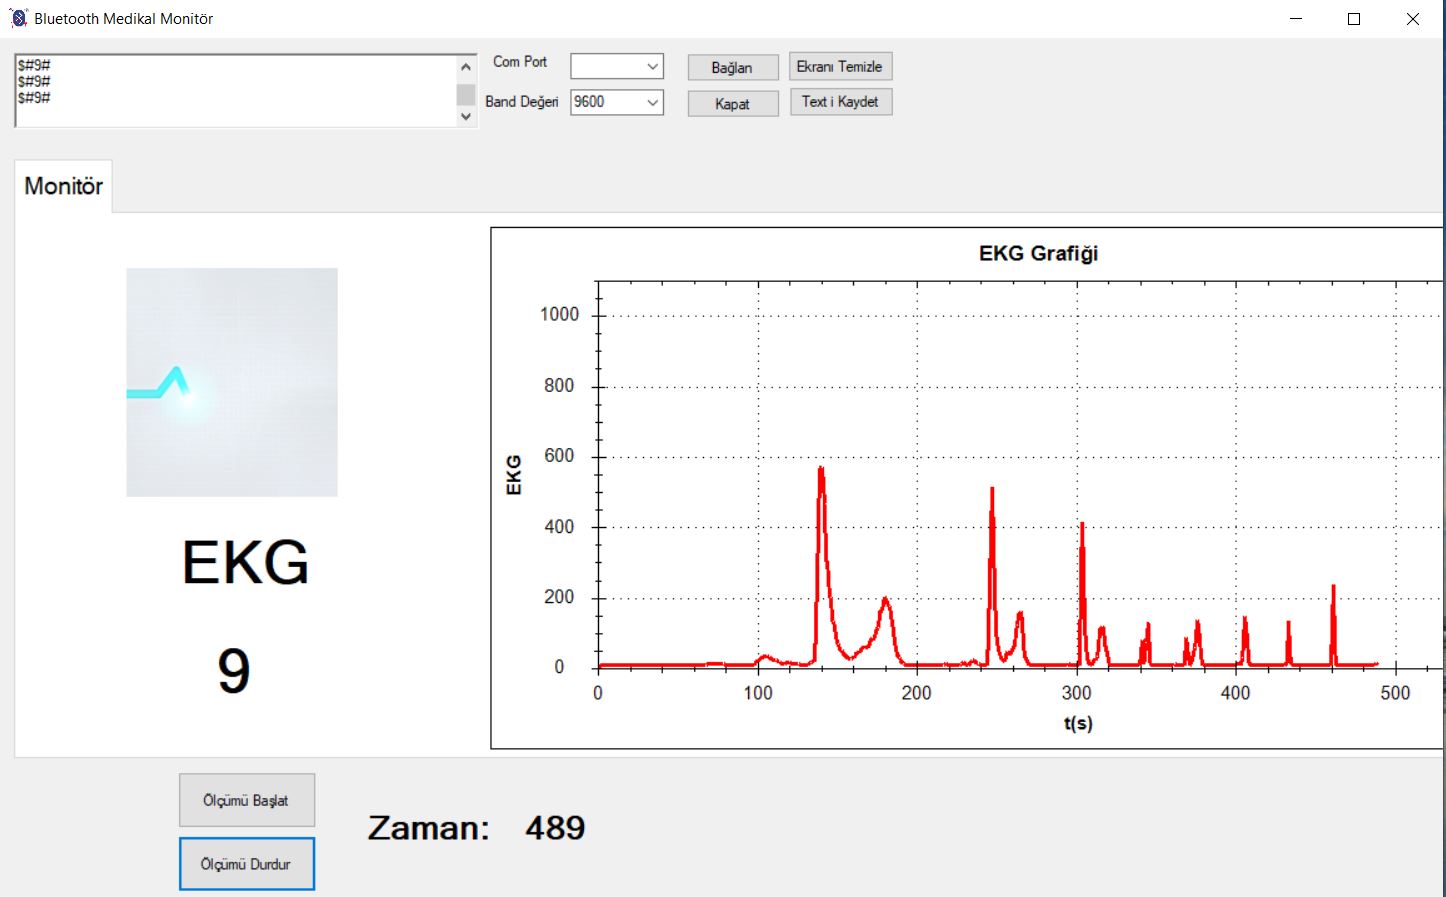 Bluetooth Medikal Monitör
$#9#
$#9#
$#9#
Com Port
Bağlan
Ekranı Temizle
Band Değeri
9600
Kapat
Text i Kaydet
Monitör
EKG Grafiği
1000
800
600
400
200
0
EKG
0 100 200 300 400 500
t(s)
EKG
9
Ölçümü Başlat
Ölçümü Durdur
Zaman: 489